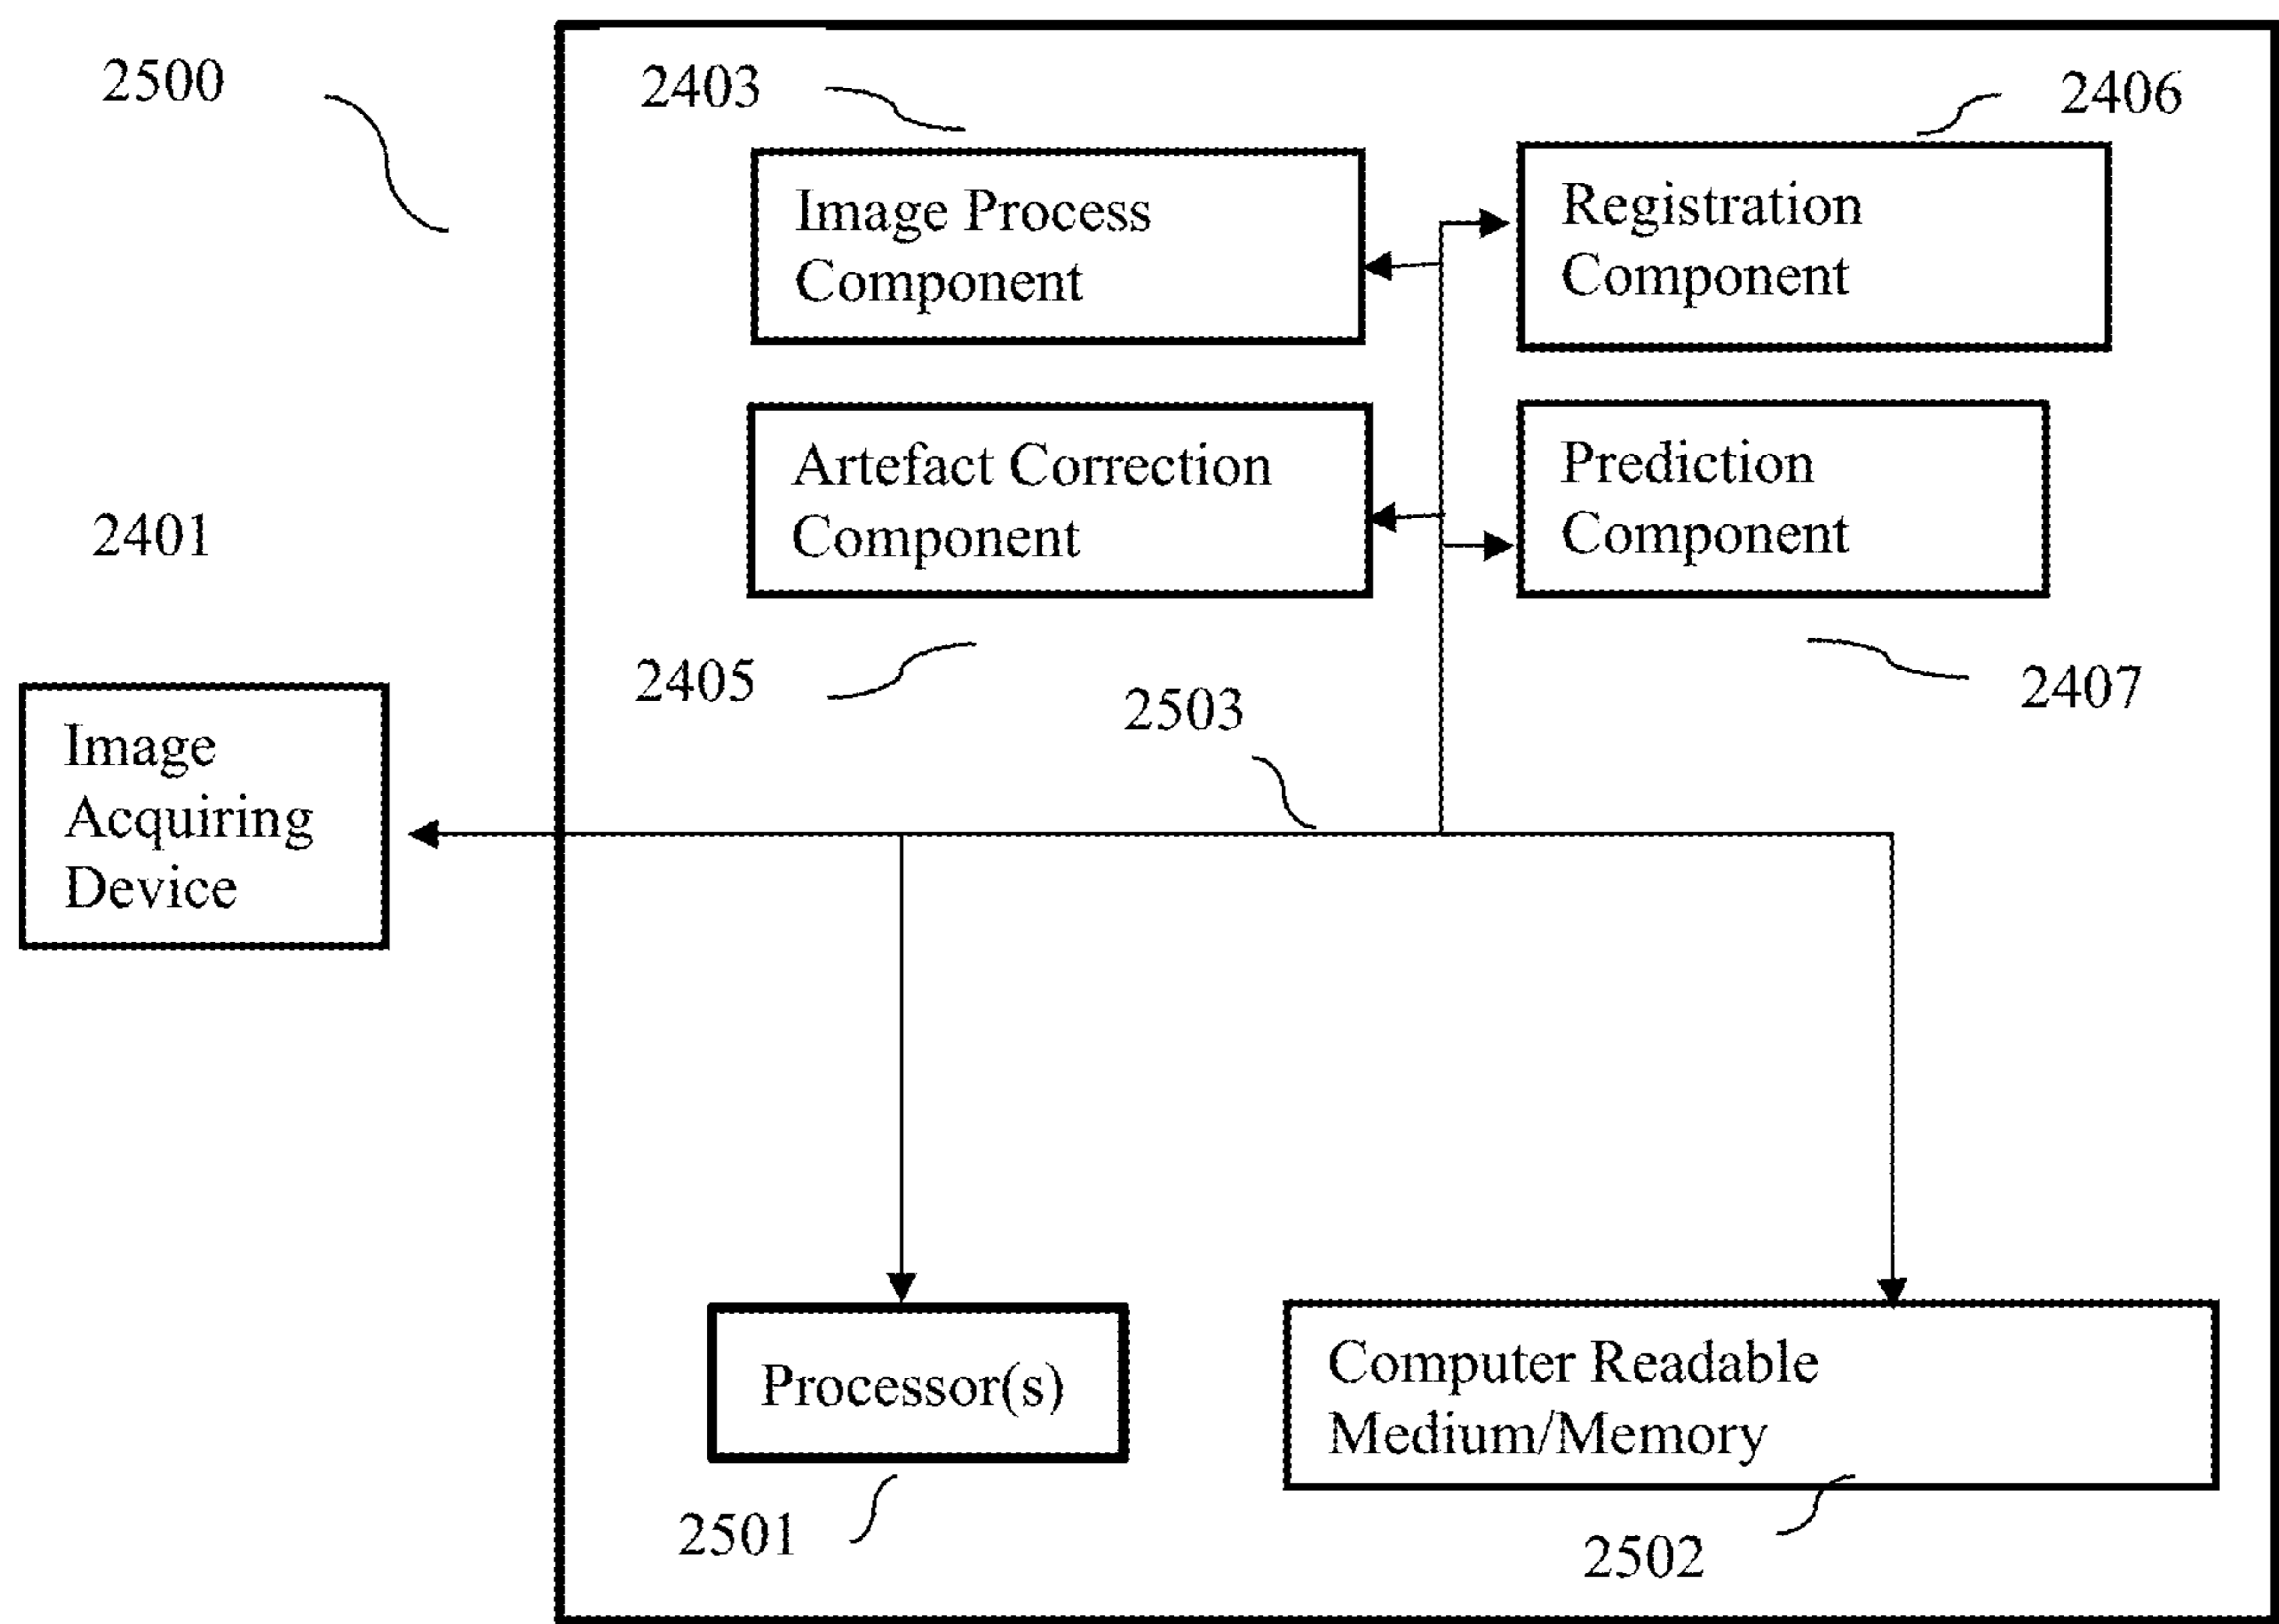 2500
2403
2406
Image Process
Component
Registration
Component
Artefact Correction
Component
Prediction
Component
2401
2405
2503
2407
Image
Acquiring
Device
Processor(s)
Computer Readable
Medium/Memory
2501
2502